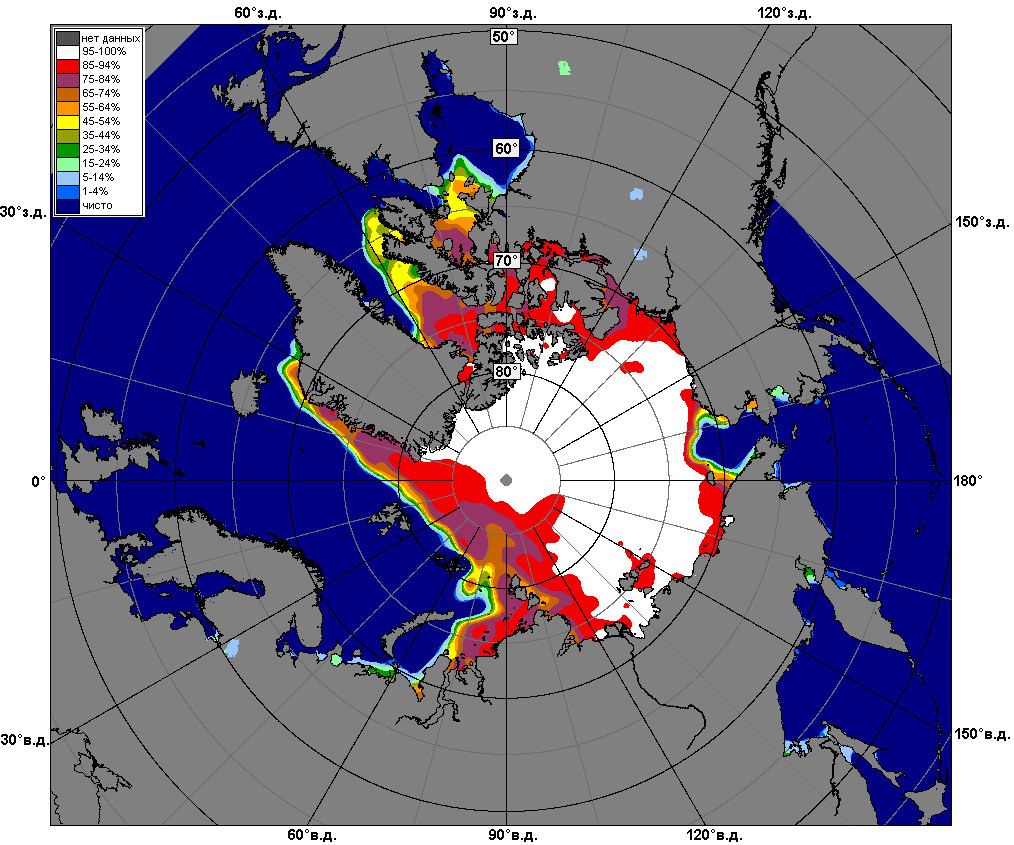 60°з.д.
90°з.д.
120°з.д.
50°
нет данных
95-100%
85-94%
75-84%
65-74%
55-64%
45-54%
35-44%
25-34%
15-24%
5-14%
1-4%
чисто
60°
30°з.д.
150°з.д.
70°
80°
0°
180°
30°в.д.
150°в.д.
60°в.д.
90°в.д.
120°в.д.